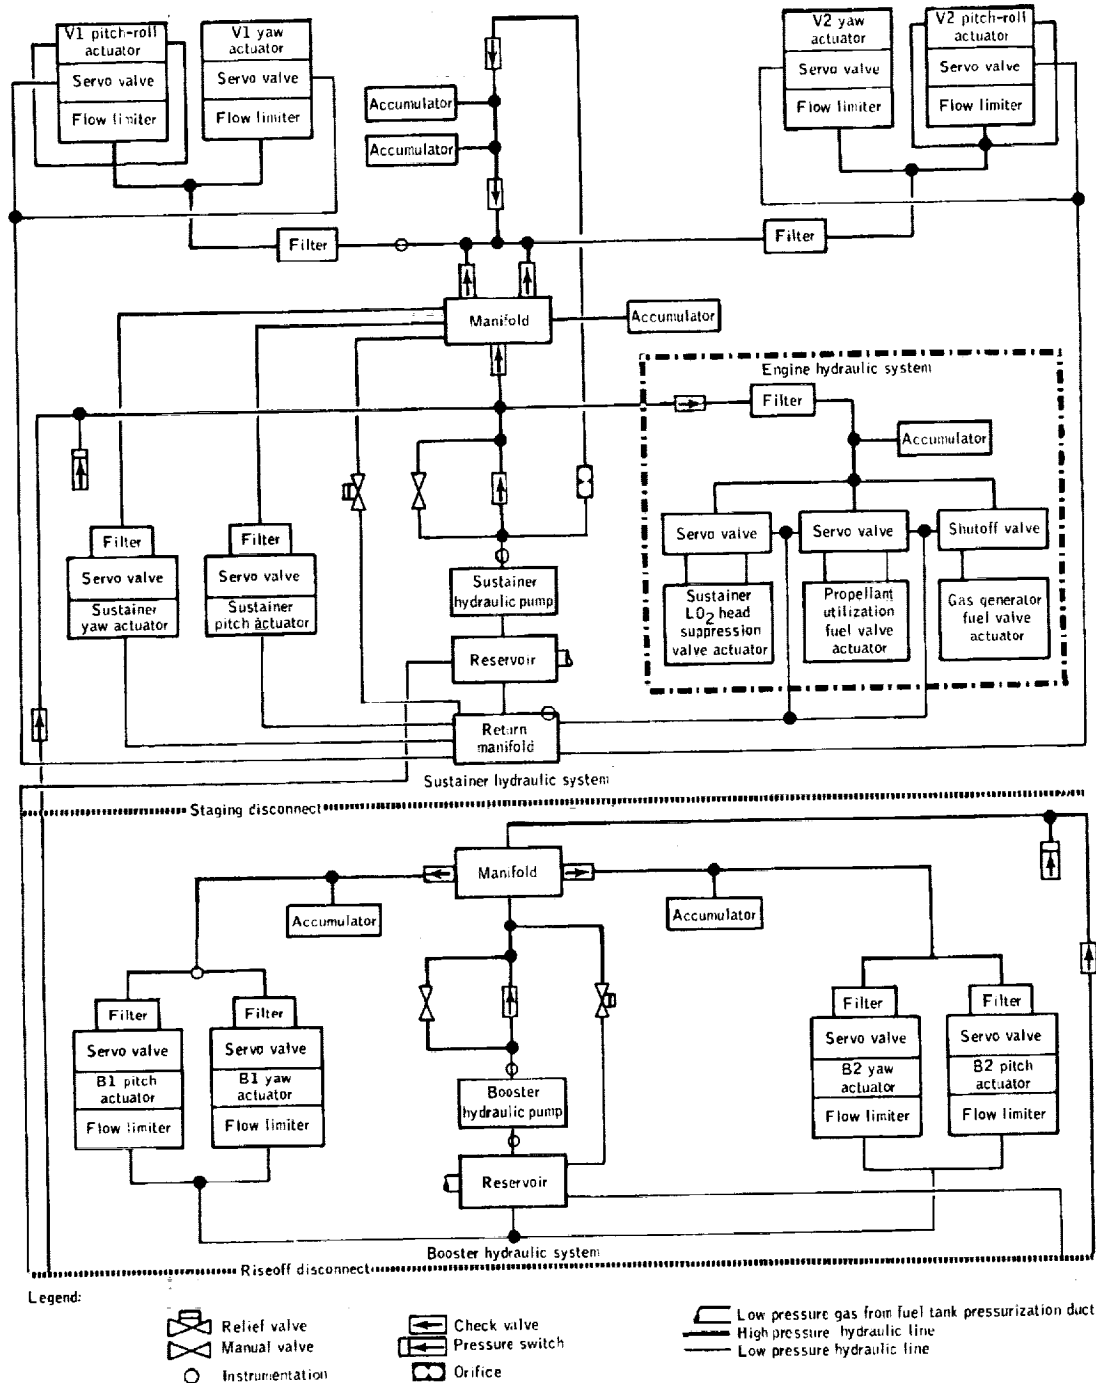 V1 pitch-roll
actuator
Servo valve
Flow limiter
V1 yaw
actuator
Servo valve
Flow limiter
Accumulator
Accumulator
V2 yaw
actuator
Servo valve
Flow limiter
V2 pitch-roll
actuator
Servo valve
Flow limiter
Filter
Filter
Manifold
Accumulator
Engine hydraulic system
Filter
Accumulator
Servo valve
Servo valve
Shutoff valve
Sustainer
LO2 head
suppression
valve actuator
Propellant
utilization
fuel valve
actuator
Gas generator
fuel valve
actuator
Filter
Servo valve
Sustainer
yaw actuator
Filter
Servo valve
Sustainer
pitch actuator
Sustainer
hydraulic pump
Reservoir
Return
manifold
Sustainer hydraulic system
Staging disconnect
Manifold
Accumulator
Accumulator
Filter
Servo valve
B1 pitch
actuator
Flow limiter
Filter
Servo valve
B1 yaw
actuator
Flow limiter
Booster
hydraulic pump
Reservoir
Filter
Servo valve
B2 yaw
actuator
Flow limiter
Filter
Servo valve
B2 pitch
actuator
Flow limiter
Booster hydraulic system
Riseoff disconnect
Legend:
Relief valve
Manual valve
Instrumentation
Check valve
Pressure switch
Orifice
Low pressure gas from fuel tank pressurization duct
High pressure hydraulic line
Low pressure hydraulic line